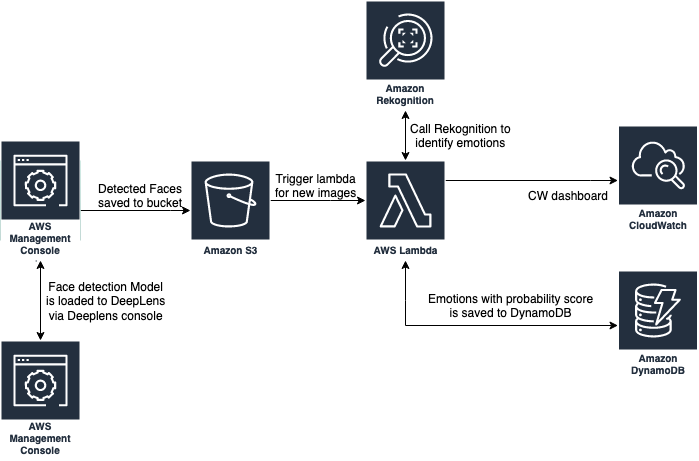 Amazon
Rekognition
Call Rekognition to
identify emotions
AWS
Management
Console
Detected Faces
saved to bucket
Amazon S3
Trigger lambda
for new images
AWS Lambda
CW dashboard
Amazon
CloudWatch
Face detection Model
is loaded to DeepLens
via Deeplens console
Emotions with probability score
is saved to DynamoDB
Amazon
DynamoDB
AWS
Management
Console